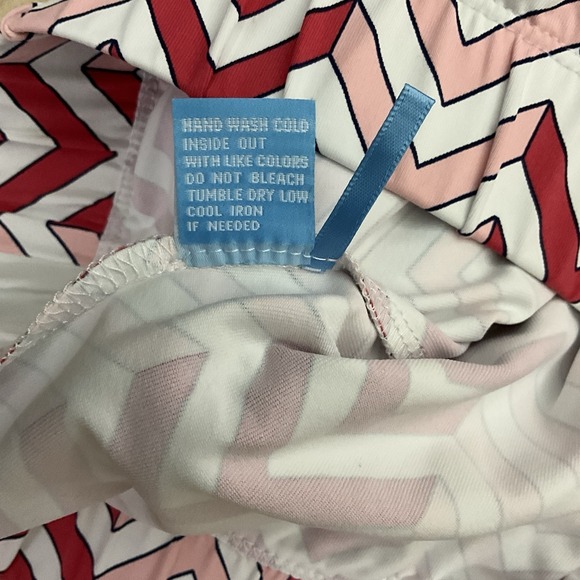 HAND WASH COLD
INSIDE OUT
WITH LIKE COLORS
DO NOT BLEACH
TUMBLE DRY LOW
COOL IRON
IF NEEDED